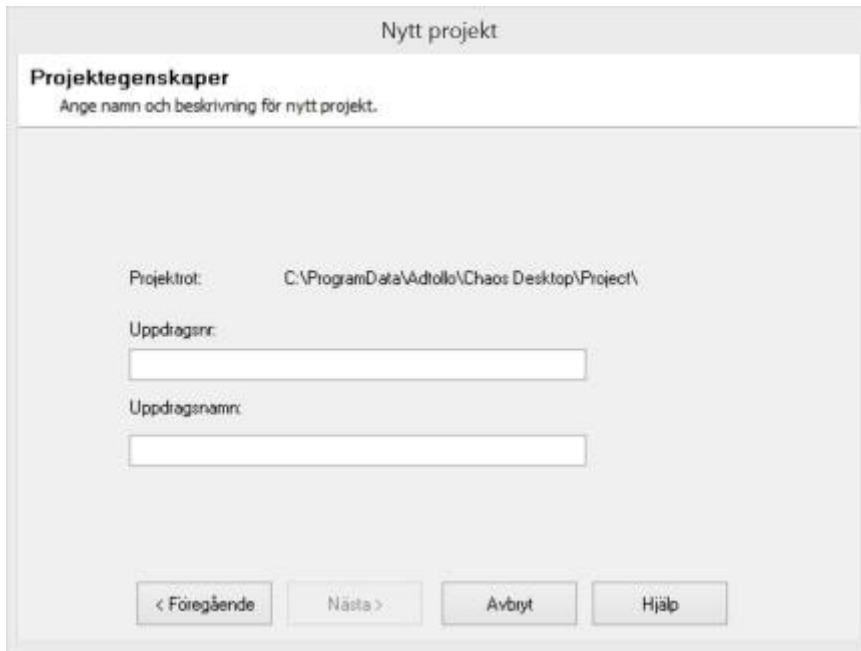 Nytt projekt
Projektegenskaper
Ange namn och beskrivning för nytt projekt.
Projektrot: C:\ProgramData\Adtollo\Chaos Desktop\Project\
Uppdragsnr:
Uppdragsnamn:
< Föregående Nästa > Avbryt Hjälp